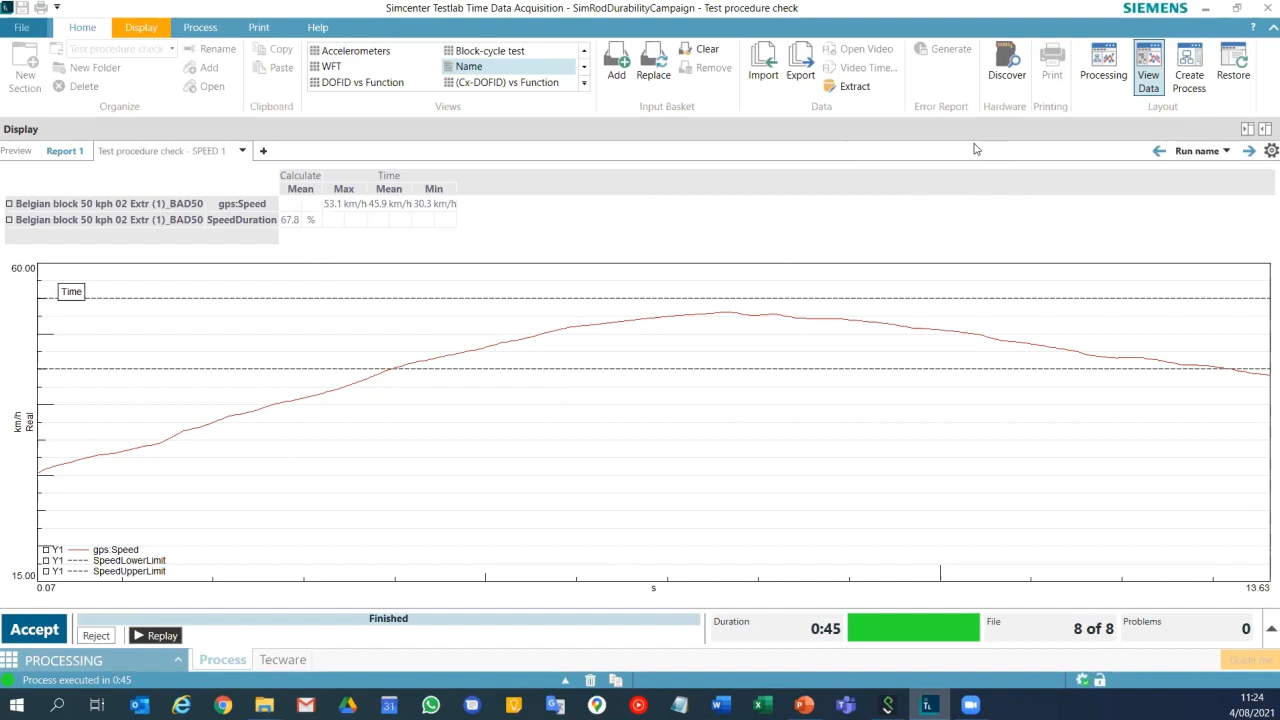 Simcenter Testlab Time Data Acquisition - SimRodDurabilityCampaign - Test procedure check SIEMENS
File Home Display Process Print Help ?
New Section Test procedure check Rename New Folder Add Delete Open Organize
Copy Paste Clipboard
Accelerometers Block-cycle test
WFT Name
DOFID vs Function (Cx-DOFID) vs Function
Views
Add Replace Clear Remove Input Basket
Import Export Open Video Video Time... Extract Data
Generate Error Report
Discover Hardware
Print Printing
Processing View Data Create Process Restore Layout
Display
Preview Report 1 Test procedure check - SPEED 1 + Run name
Calculate Time
Mean Max Mean Min
Belgian block 50 kph 02 Extr (1)_BAD50 gps:Speed 53.1 km/h 45.9 km/h 30.3 km/h
Belgian block 50 kph 02 Extr (1)_BAD50 SpeedDuration 67.8 %
60.00
Time
km/h
Real
Y1 gps:Speed
Y1 SpeedLowerLimit
Y1 SpeedUpperLimit
15.00
0.07 s 13.63
Accept Finished Reject Replay Duration 0:45 File 8 of 8 Problems 0
PROCESSING Process Tecware Guide me
Process executed in 0:45
11:24
4/08/2021